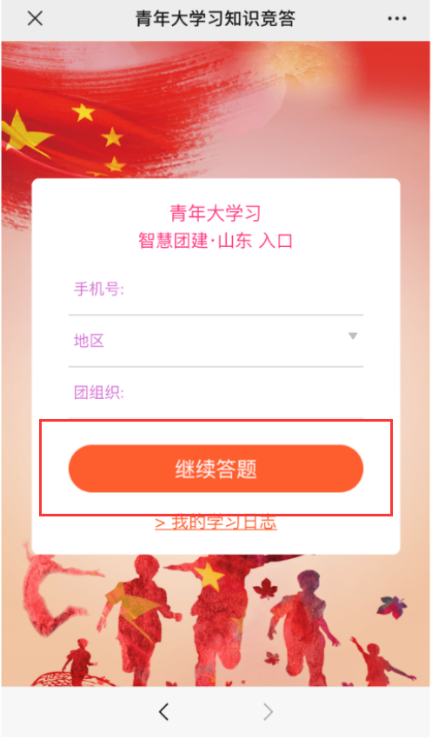 青年大学习知识竞答
青年大学习
智慧团建·山东 入口
手机号:
地区
团组织:
继续答题
> 我的学习日志